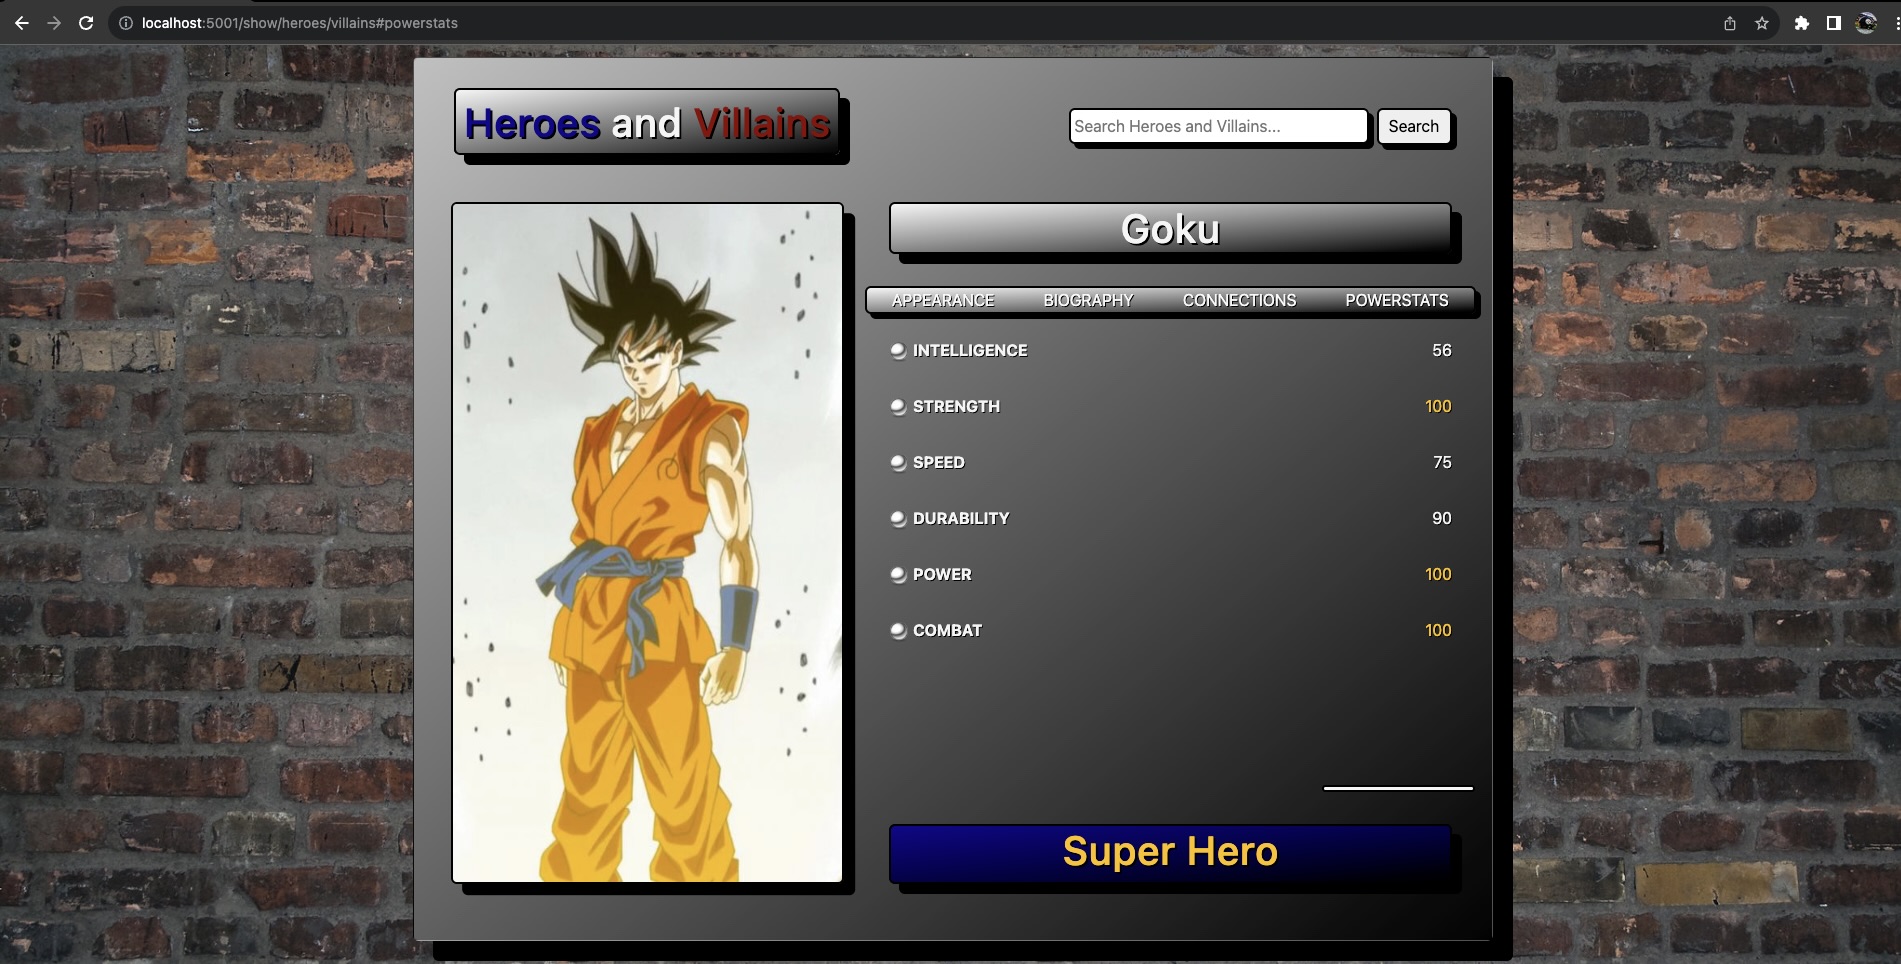 localhost:5001/show/heroes/villains#powerstats
Heroes and Villains
Search Heroes and Villains...
Search
Goku
APPEARANCE
BIOGRAPHY
CONNECTIONS
POWERSTATS
INTELLIGENCE 56
STRENGTH 100
SPEED 75
DURABILITY 90
POWER 100
COMBAT 100
Super Hero